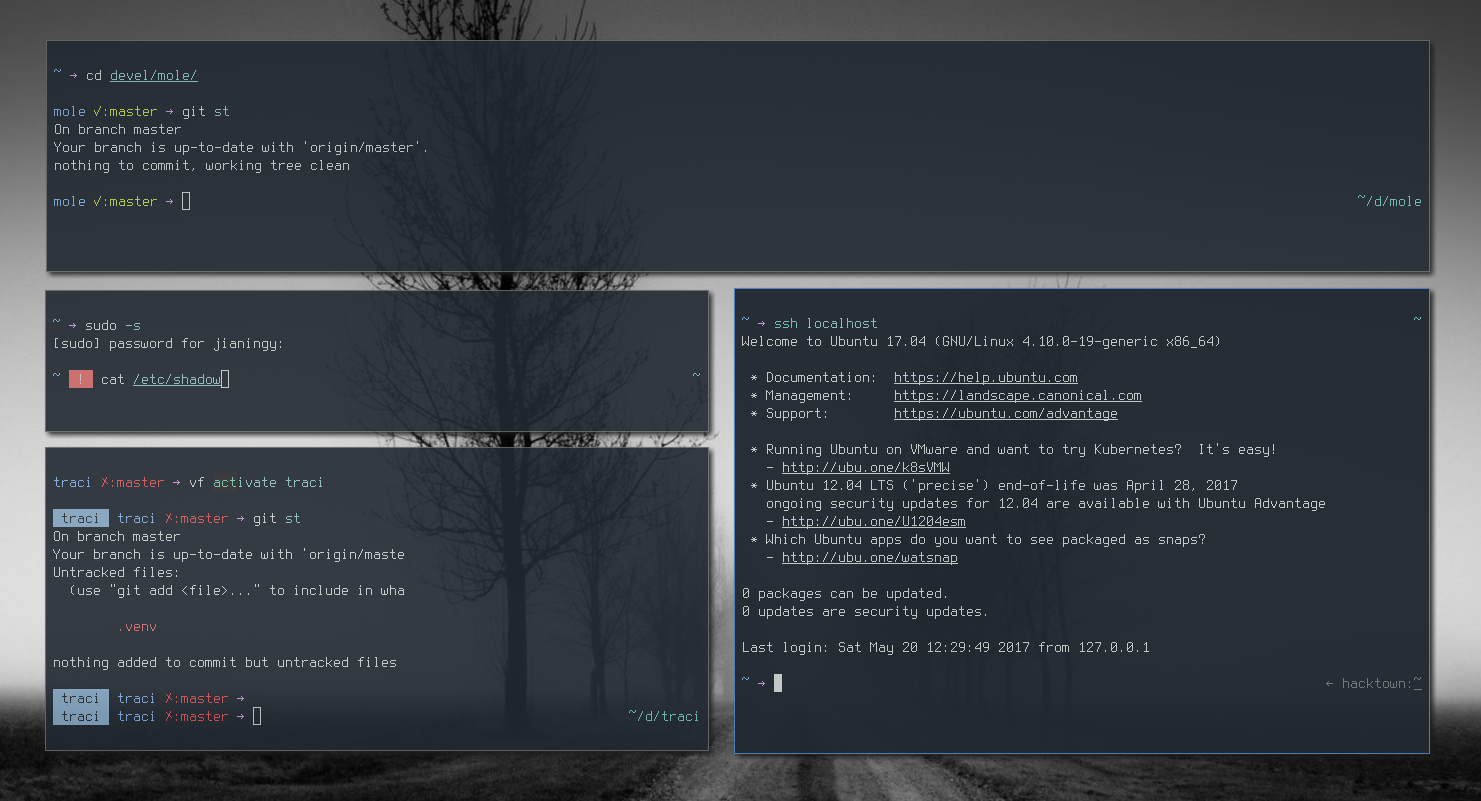 ~ → cd devel/mole/
mole √:master → git st
On branch master
Your branch is up-to-date with 'origin/master'.
nothing to commit, working tree clean
mole √:master → ~/d/mole
~ → sudo -s
[sudo] password for jianingy:
~ ! cat /etc/shadow ~
traci X:master → vf activate traci
traci traci X:master → git st
On branch master
Your branch is up-to-date with 'origin/maste
Untracked files:
(use "git add <file>..." to include in wha
.venv
nothing added to commit but untracked files
traci traci X:master →
traci traci X:master → ~/d/traci
~ → ssh localhost ~
Welcome to Ubuntu 17.04 (GNU/Linux 4.10.0-19-generic x86_64)
* Documentation: https://help.ubuntu.com
* Management: https://landscape.canonical.com
* Support: https://ubuntu.com/advantage
* Running Ubuntu on VMware and want to try Kubernetes? It's easy!
- http://ubu.one/k8sVMW
* Ubuntu 12.04 LTS ('precise') end-of-life was April 28, 2017
ongoing security updates for 12.04 are available with Ubuntu Advantage
- http://ubu.one/U1204esm
* Which Ubuntu apps do you want to see packaged as snaps?
- http://ubu.one/watsnap
0 packages can be updated.
0 updates are security updates.
Last login: Sat May 20 12:29:49 2017 from 127.0.0.1
~ → ← hacktown:~